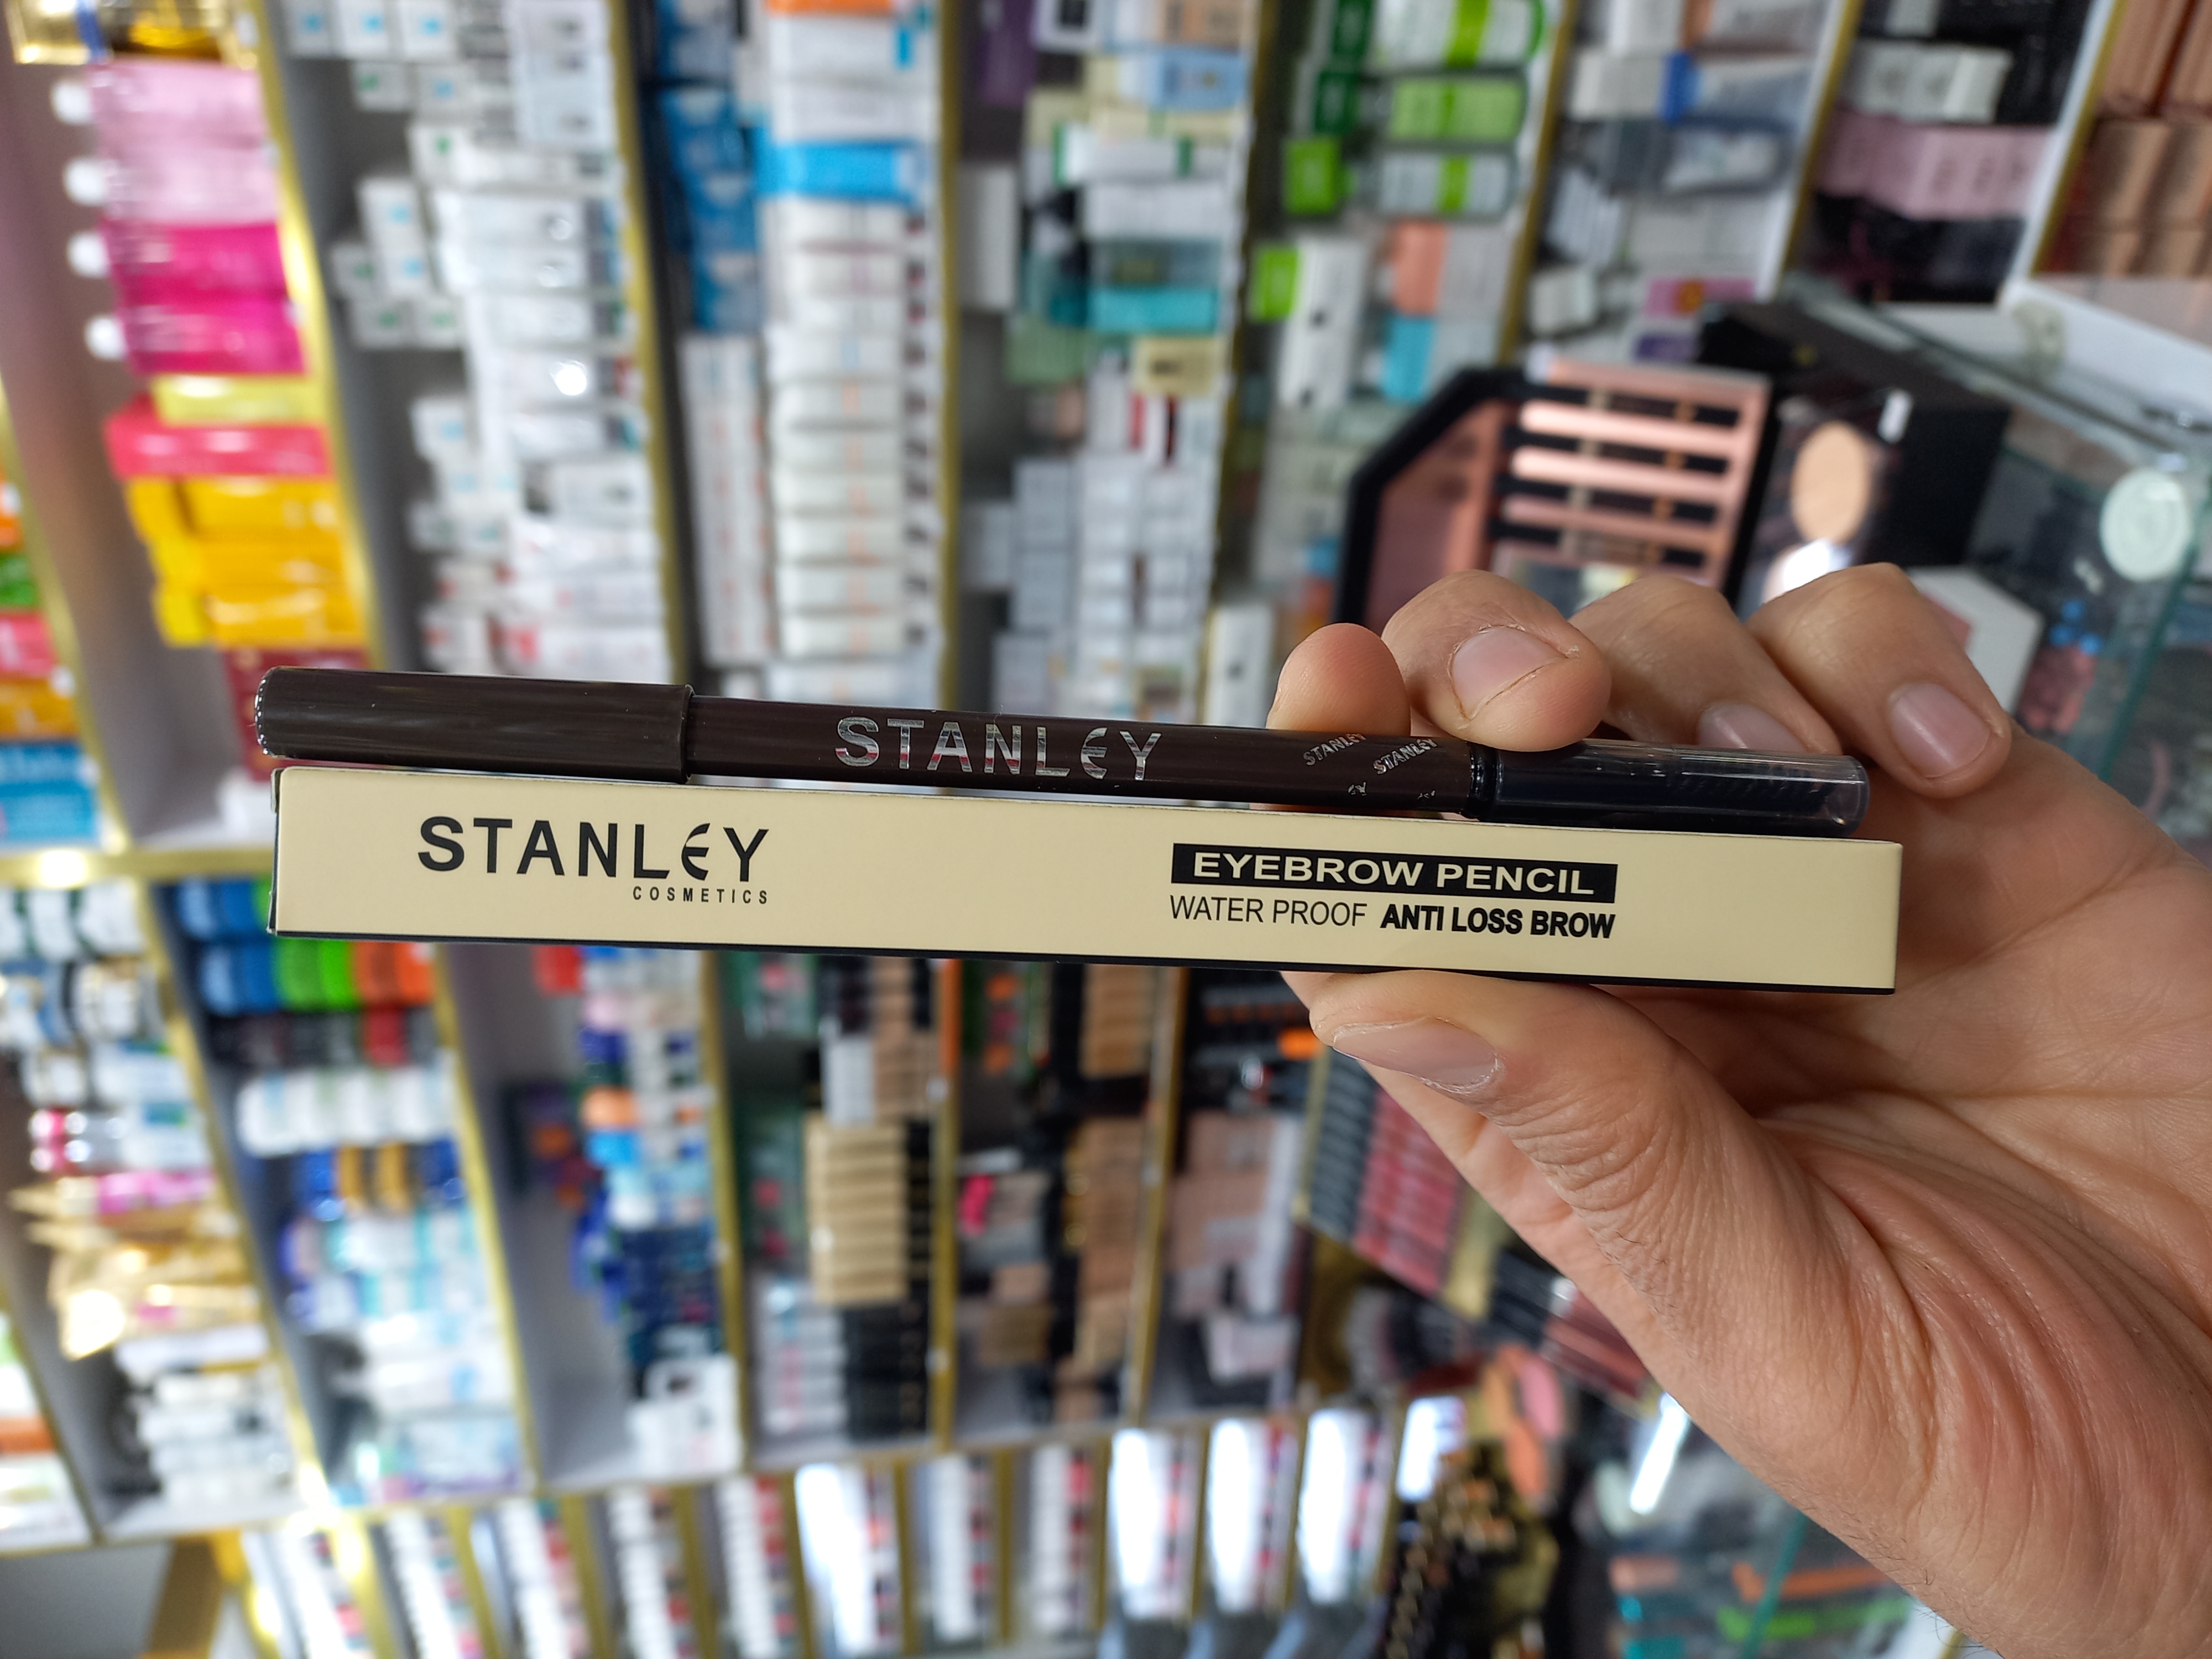 STANLEY
STANLEY STANLEY
STANLEY
COSMETICS
EYEBROW PENCIL
WATER PROOF ANTI LOSS BROW